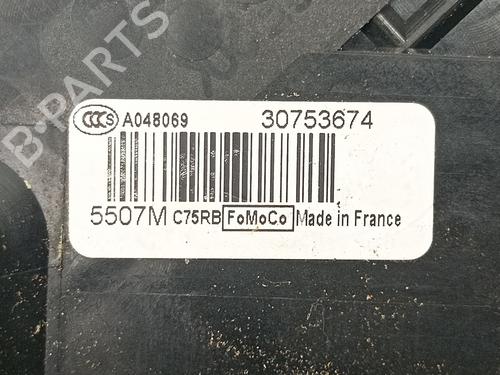 CCC S A048069 30753674
5507M C75RB FoMoCo Made in France
B-PARTS